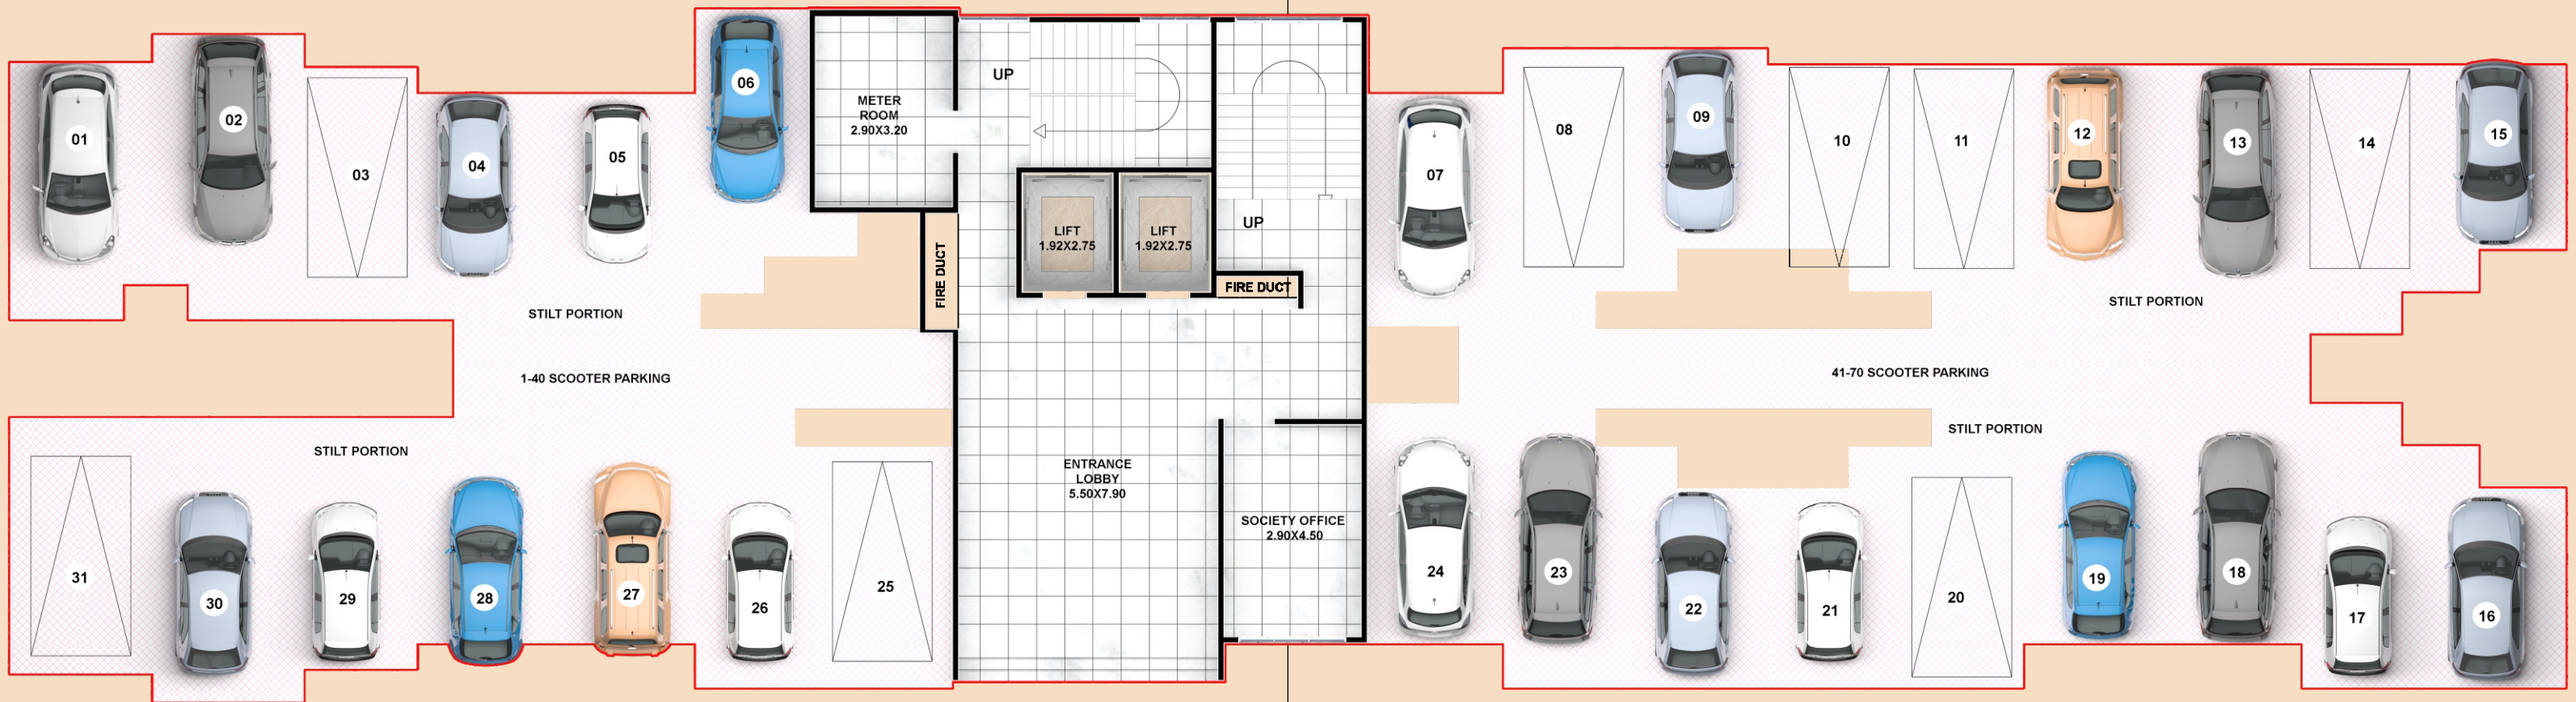 01
02
03
04
05
06
METER
ROOM
2.90X3.20
UP
UP
LIFT
1.92X2.75
LIFT
1.92X2.75
FIRE DUCT
FIRE DUCT
07
08
09
10
11
12
13
14
15
STILT PORTION
STILT PORTION
1-40 SCOOTER PARKING
41-70 SCOOTER PARKING
STILT PORTION
STILT PORTION
ENTRANCE
LOBBY
5.50X7.90
SOCIETY OFFICE
2.90X4.50
31
30
29
28
27
26
25
24
23
22
21
20
19
18
17
16